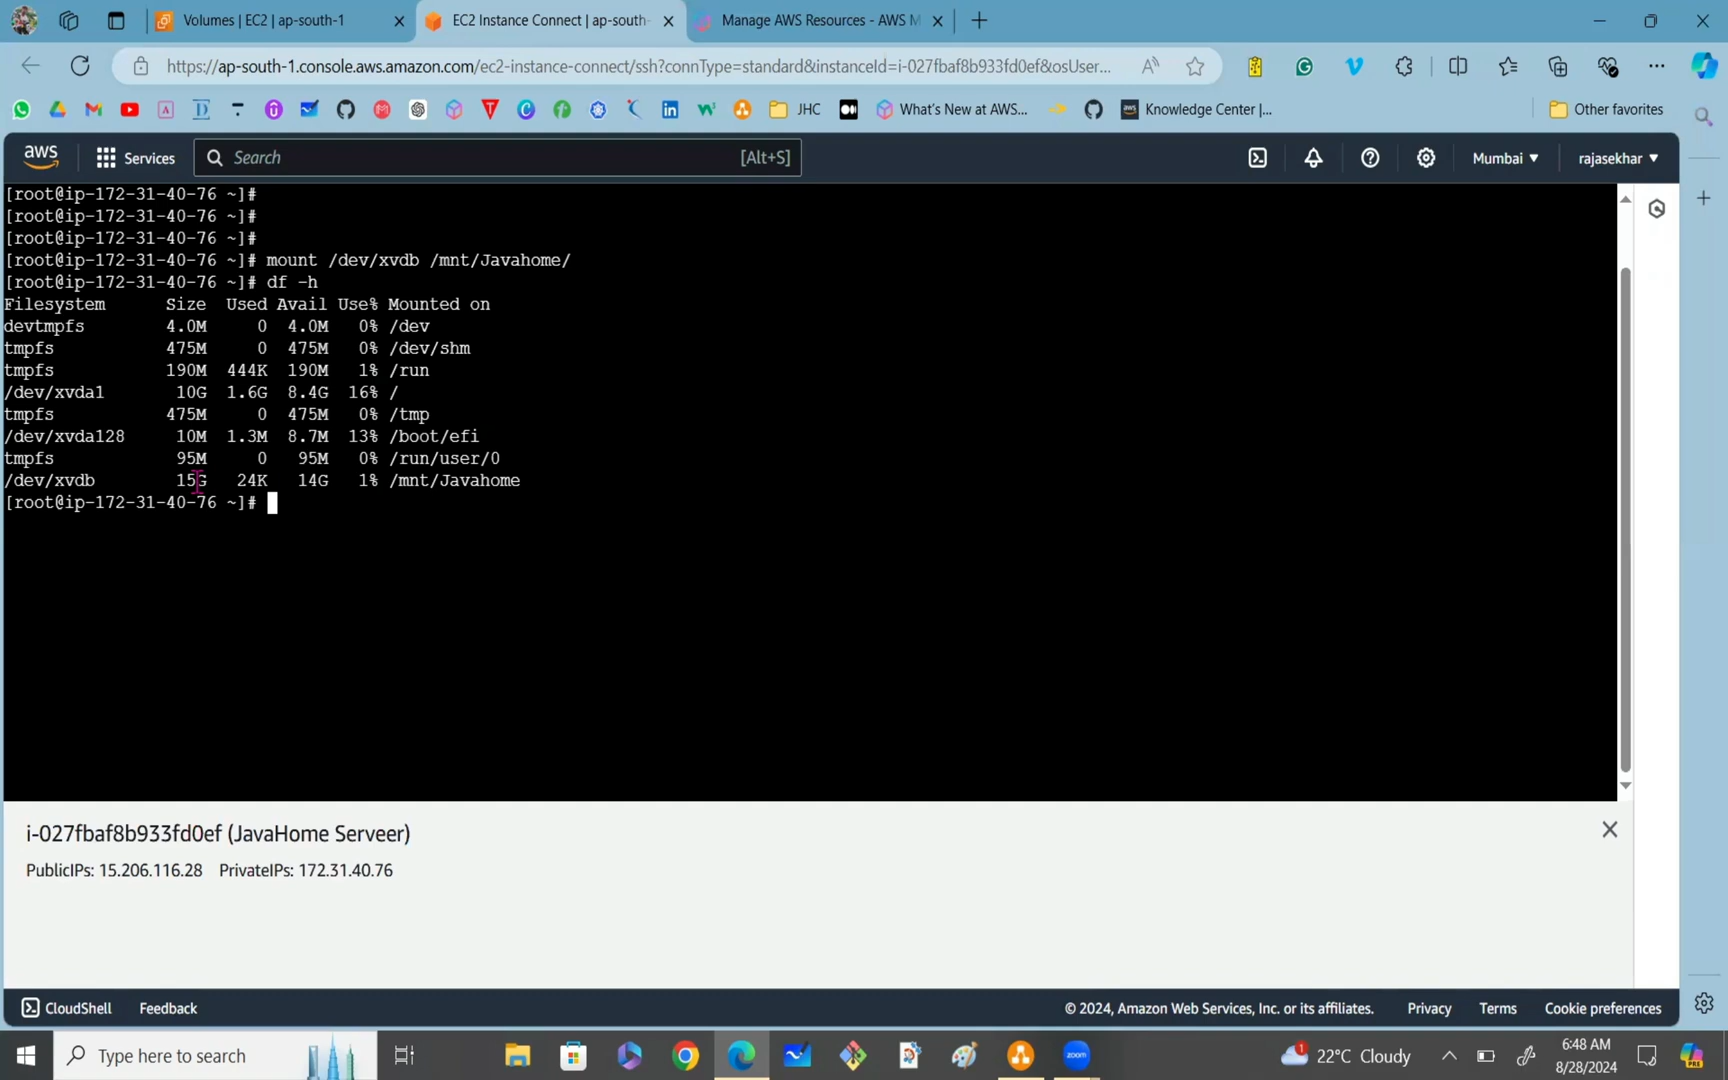 Volumes | EC2 | ap-south-1
EC2 Instance Connect | ap-south-
Manage AWS Resources - AWS M
https://ap-south-1.console.aws.amazon.com/ec2-instance-connect/ssh?connType=standard&instanceId=i-027fbaf8b933fd0ef&osUser...
JHC
What's New at AWS...
Knowledge Center |...
Other favorites
aws
Services
Search
[Alt+S]
Mumbai
rajasekhar
[root@ip-172-31-40-76 ~]#
[root@ip-172-31-40-76 ~]#
[root@ip-172-31-40-76 ~]#
[root@ip-172-31-40-76 ~]# mount /dev/xvdb /mnt/Javahome/
[root@ip-172-31-40-76 ~]# df -h
Filesystem Size Used Avail Use% Mounted on
devtmpfs 4.0M 0 4.0M 0% /dev
tmpfs 475M 0 475M 0% /dev/shm
tmpfs 190M 444K 190M 1% /run
/dev/xvda1 10G 1.6G 8.4G 16% /
tmpfs 475M 0 475M 0% /tmp
/dev/xvda128 10M 1.3M 8.7M 13% /boot/efi
tmpfs 95M 0 95M 0% /run/user/0
/dev/xvdb 15G 24K 14G 1% /mnt/Javahome
[root@ip-172-31-40-76 ~]#
i-027fbaf8b933fd0ef (JavaHome Serveer)
PublicIPs: 15.206.116.28 PrivateIPs: 172.31.40.76
CloudShell
Feedback
© 2024, Amazon Web Services, Inc. or its affiliates.
Privacy
Terms
Cookie preferences
Type here to search
zoom
1
22°C Cloudy
6:48 AM
8/28/2024
PRE